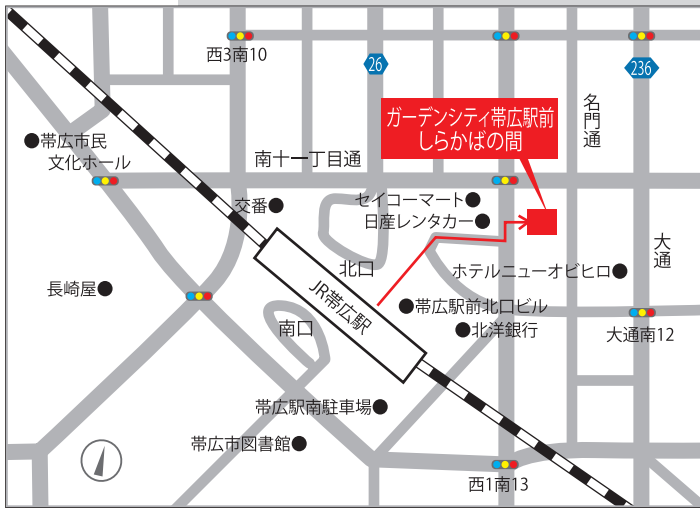 西3南10
26
236
名門通
ガーデンシティ帯広駅前
しらかばの間
帯広市民
文化ホール
南十一丁目通
セイコーマート
交番
日産レンタカー
大通
北口
ホテルニューオビヒロ
長崎屋
JR帯広駅
帯広駅前北口ビル
南口
北洋銀行
大通南12
帯広駅南駐車場
帯広市図書館
西1南13